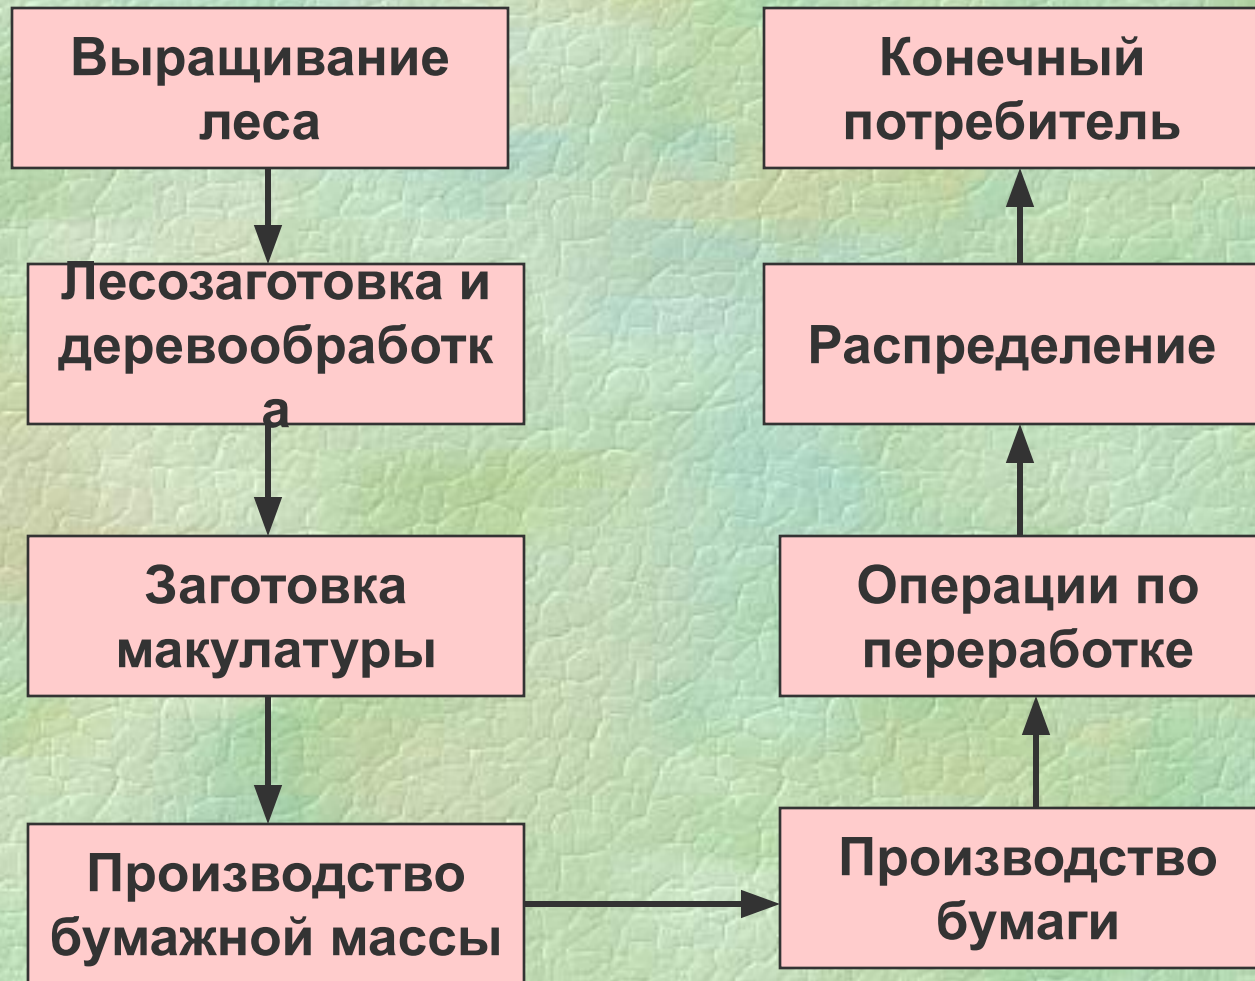 Выращивание
леса
Лесозаготовка и
деревообработк
а
Заготовка
макулатуры
Производство
бумажной массы
Производство
бумаги
Операции по
переработке
Распределение
Конечный
потребитель